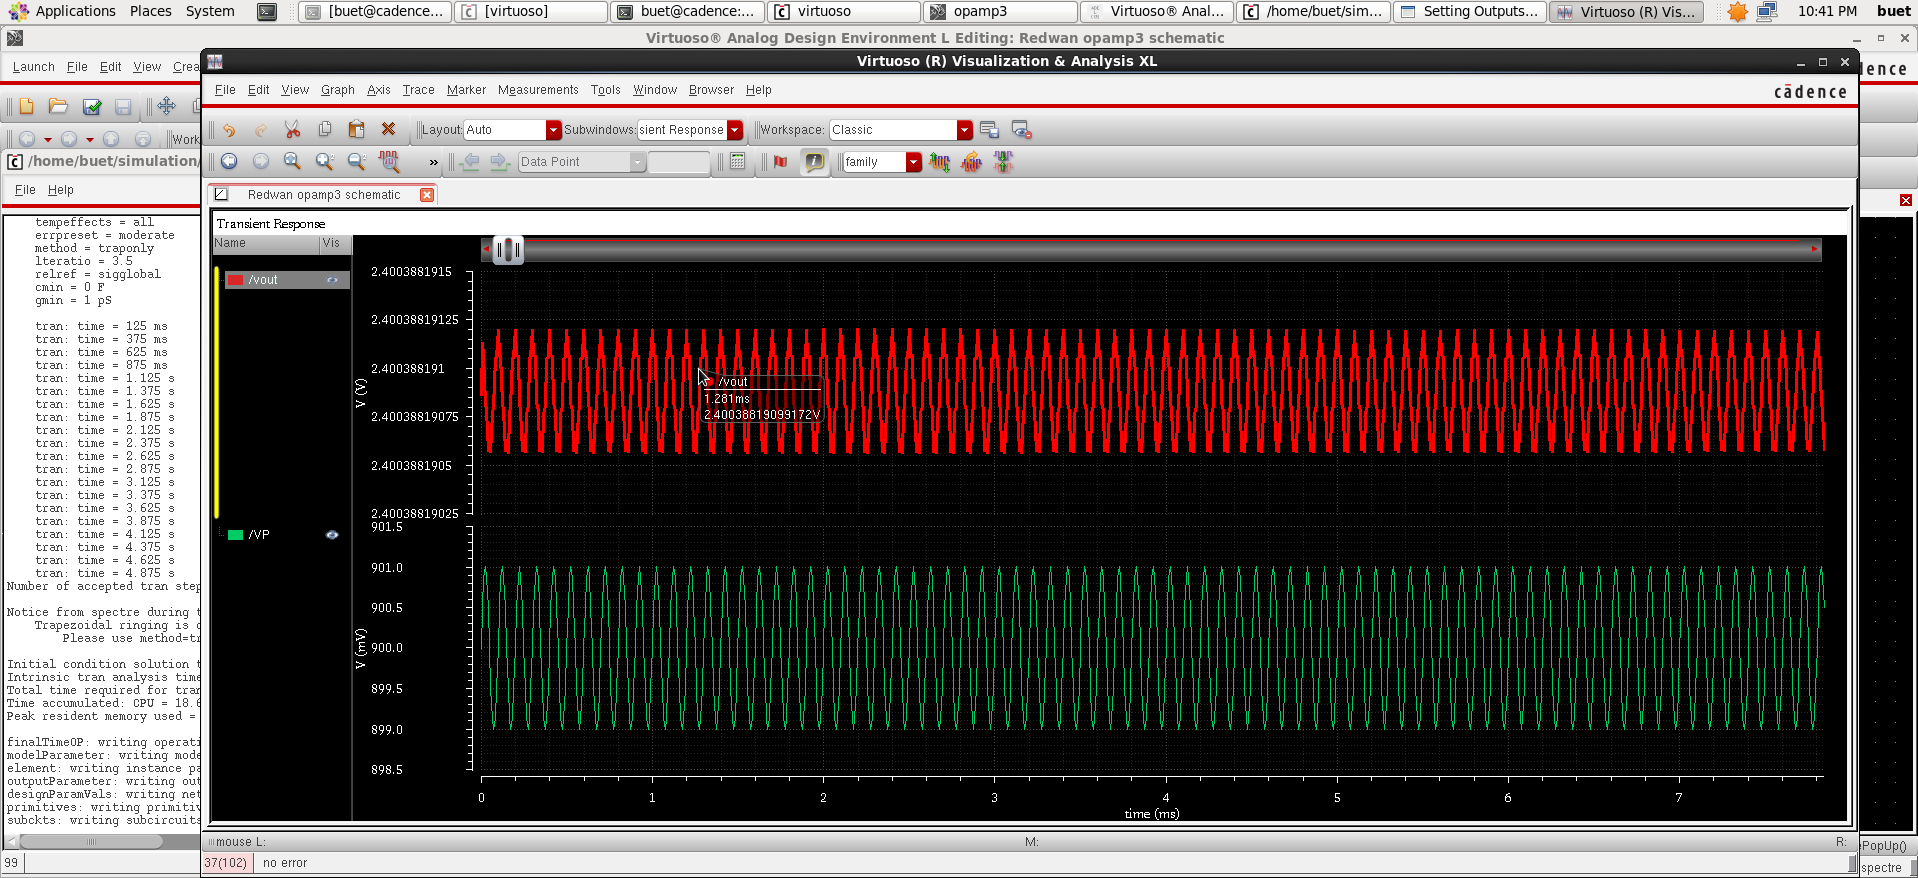 Applications Places System [buet@cadence... [virtuoso] buet@cadence:... virtuoso opamp3 Virtuoso® Anal... /home/buet/sim... Setting Outputs... Virtuoso (R) Vis... 10:41 PM buet
Virtuoso® Analog Design Environment L Editing: Redwan opamp3 schematic
Launch File Edit View Crea
Virtuoso (R) Visualization & Analysis XL
File Edit View Graph Axis Trace Marker Measurements Tools Window Browser Help
cādence
dence
Layout: Auto Subwindows: sient Response Workspace: Classic
Work
» Data Point family
/home/buet/simulation/
File Help
Redwan opamp3 schematic
Transient Response
Name Vis
/vout
/VP
tempeffects = all
errpreset = moderate
method = traponly
lteratio = 3.5
relref = sigglobal
cmin = 0 F
gmin = 1 pS
tran: time = 125 ms
tran: time = 375 ms
tran: time = 625 ms
tran: time = 875 ms
tran: time = 1.125 s
tran: time = 1.375 s
tran: time = 1.625 s
tran: time = 1.875 s
tran: time = 2.125 s
tran: time = 2.375 s
tran: time = 2.625 s
tran: time = 2.875 s
tran: time = 3.125 s
tran: time = 3.375 s
tran: time = 3.625 s
tran: time = 3.875 s
tran: time = 4.125 s
tran: time = 4.375 s
tran: time = 4.625 s
tran: time = 4.875 s
Number of accepted tran step
Notice from spectre during t
Trapezoidal ringing is
Please use method=tr
Initial condition solution t
Intrinsic tran analysis time
Total time required for tran
Time accumulated: CPU = 18.6
Peak resident memory used =
finalTimeOP: writing operati
modelParameter: writing mode
element: writing instance pa
outputParameter: writing out
designParamVals: writing net
primitives: writing primitiv
subckts: writing subcircuits
99
2.4003881915
2.40038819125
2.400388191
2.40038819075
2.4003881905
2.40038819025
V (V)
/vout
1.281ms
2.40038819099172V
901.5
901.0
900.5
900.0
899.5
899.0
898.5
V (mV)
0 1 2 3 4 5 6 7
time (ms)
mouse L: M: R:
37(102) no error
ePopUp()
spectre